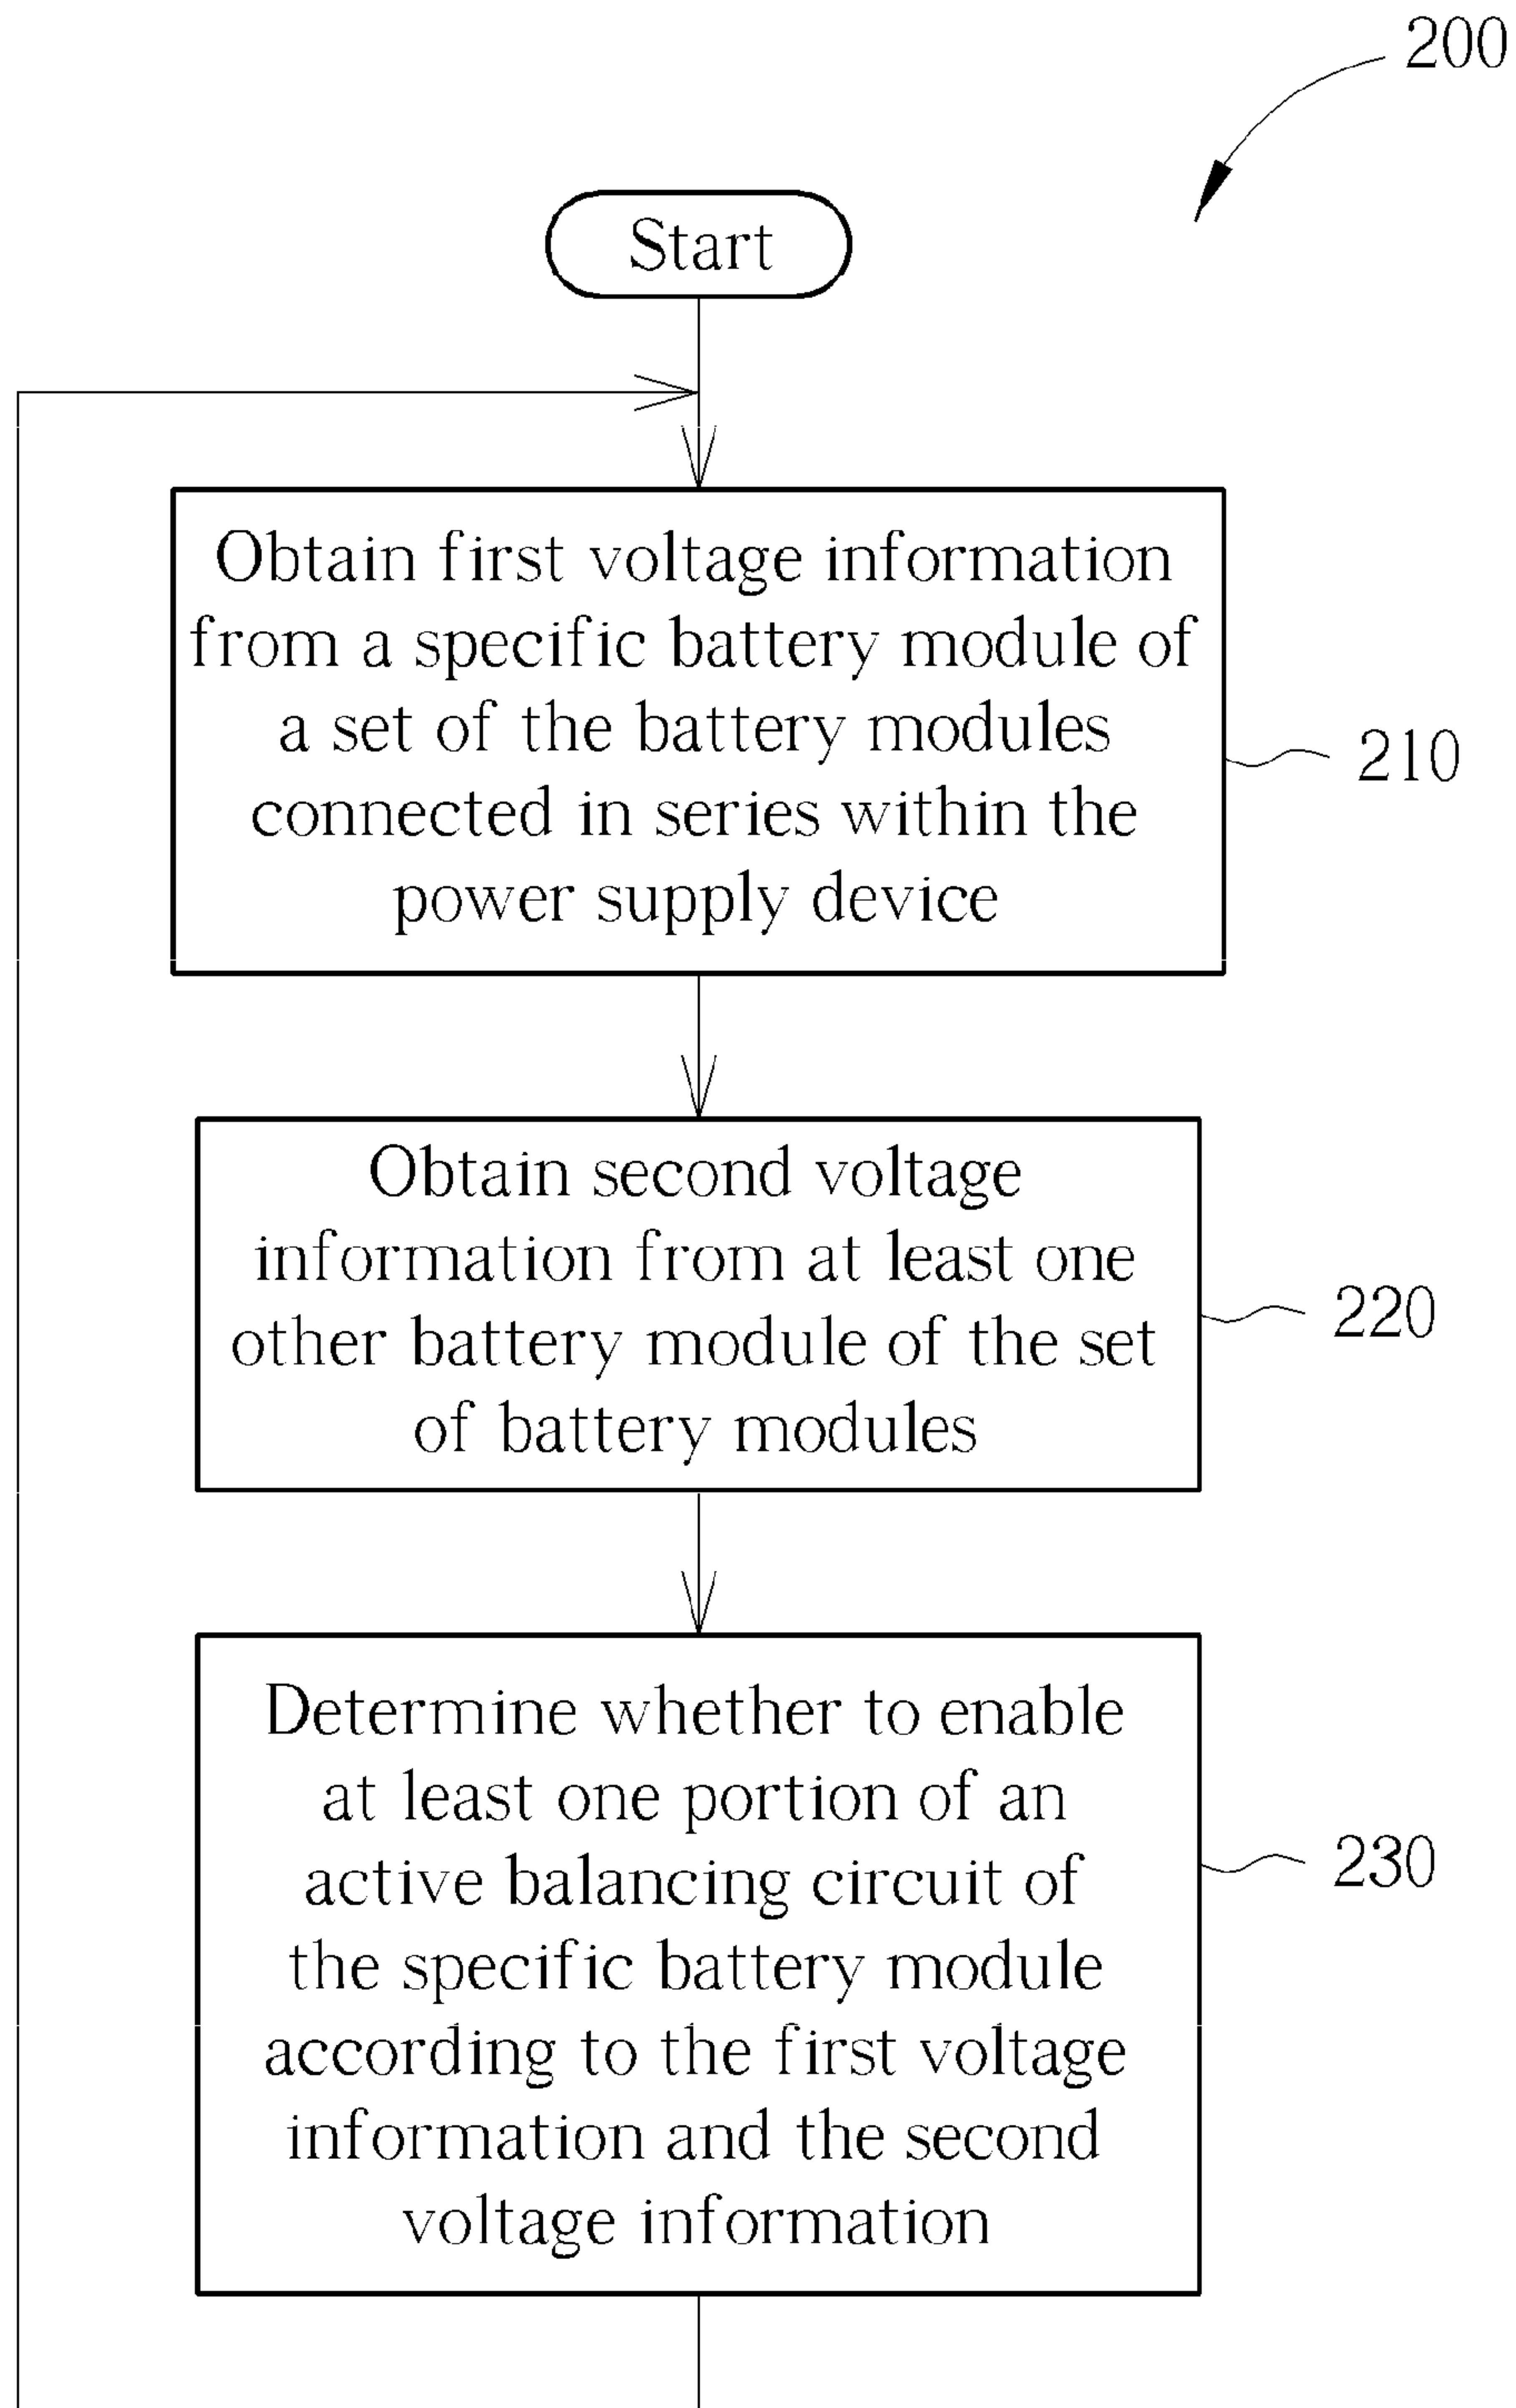 200
Start
Obtain first voltage information
from a specific battery module of
a set of the battery modules
connected in series within the
power supply device
210
Obtain second voltage
information from at least one
other battery module of the set
of battery modules
220
Determine whether to enable
at least one portion of an
active balancing circuit of
the specific battery module
according to the first voltage
information and the second
voltage information
230